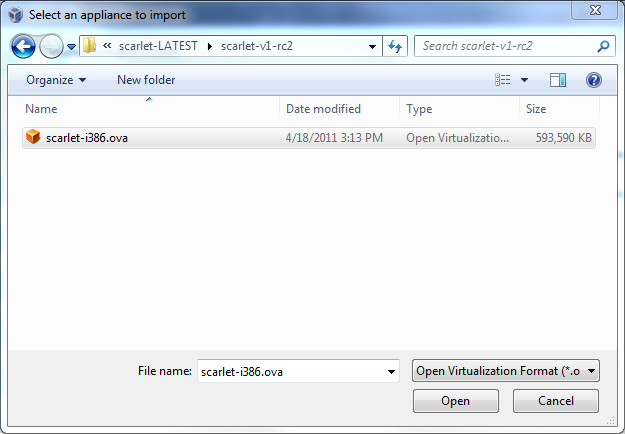 Select an appliance to import
« scarlet-LATEST scarlet-v1-rc2 Search scarlet-v1-rc2
Organize New folder
Name Date modified Type Size
scarlet-i386.ova 4/18/2011 3:13 PM Open Virtualizatio... 593,590 KB
File name: scarlet-i386.ova Open Virtualization Format (*.o
Open Cancel